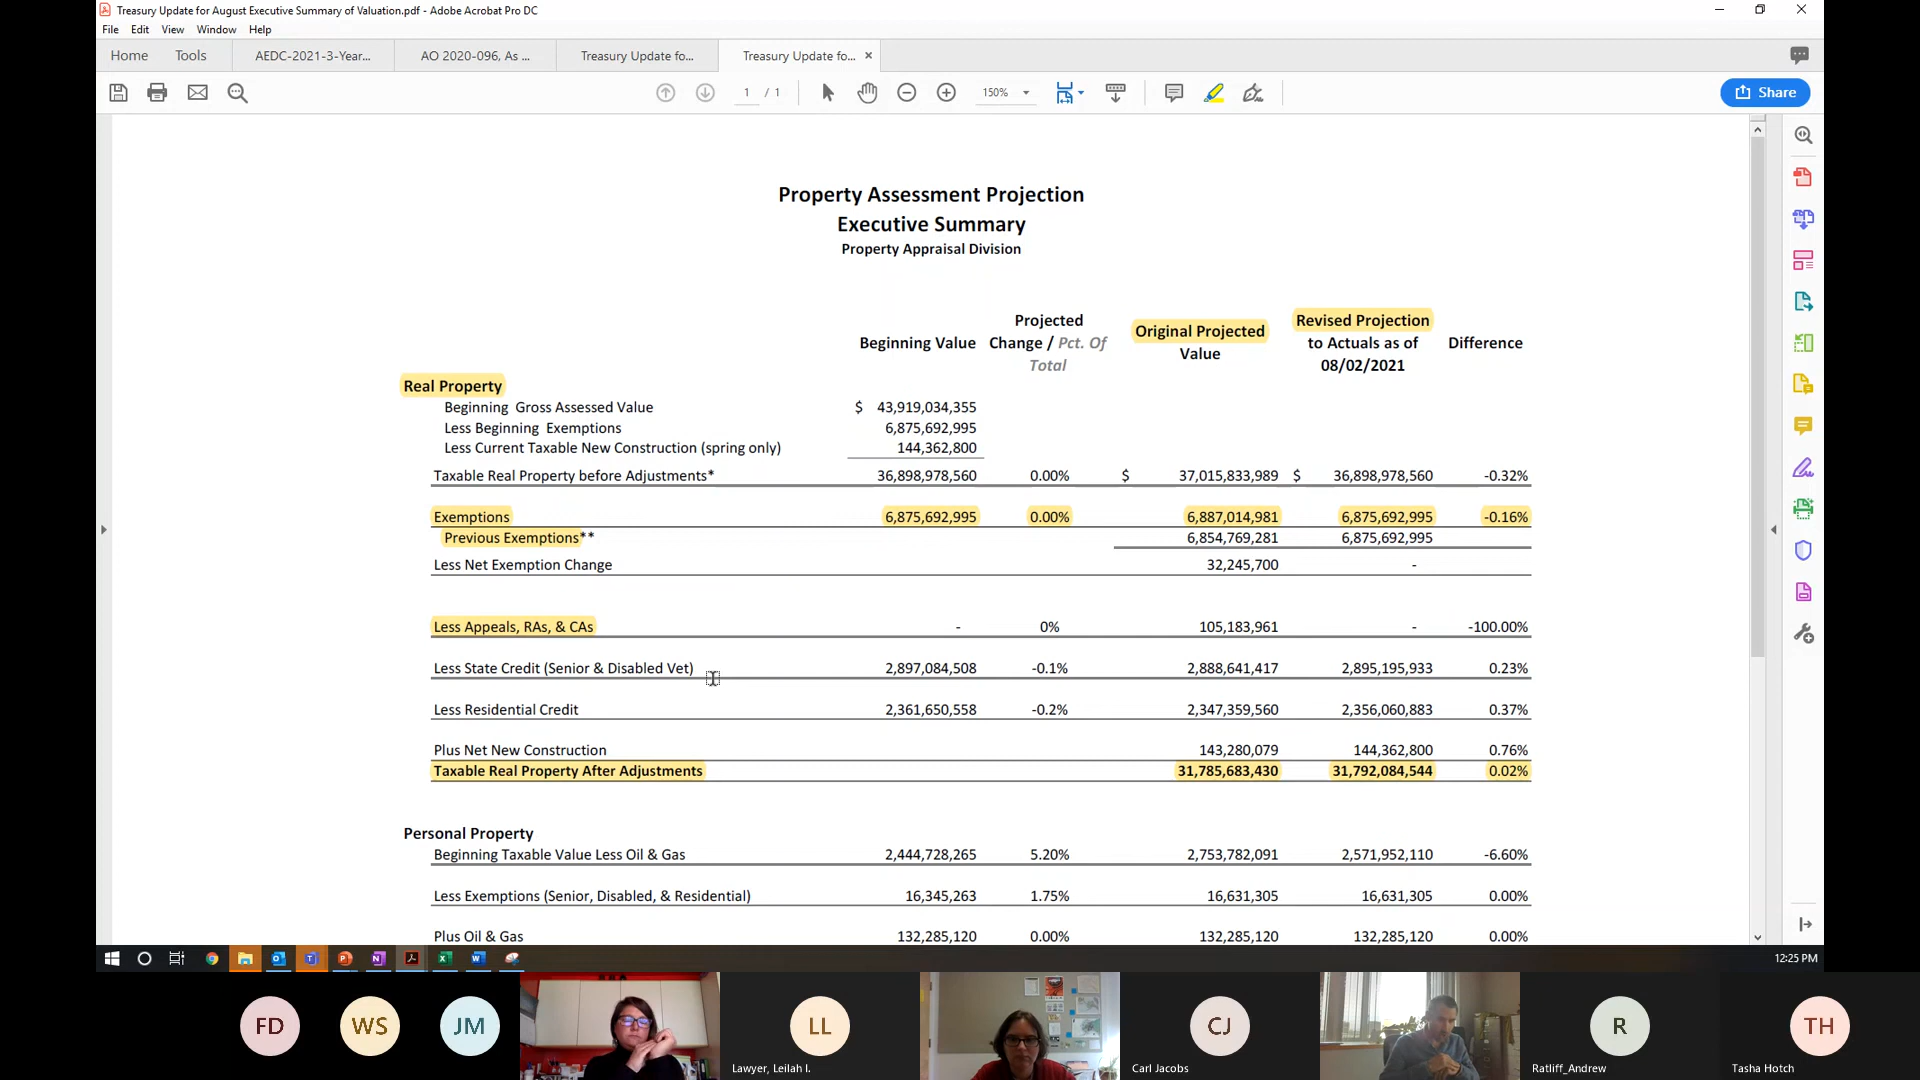 Treasury Update for August Executive Summary of Valuation.pdf - Adobe Acrobat Pro DC
File Edit View Window Help
Home Tools AEDC-2021-3-Year... AO 2020-096, As ... Treasury Update fo... Treasury Update fo... ×
1 / 1 150% Share
Property Assessment Projection
Executive Summary
Property Appraisal Division
Beginning Value
Projected
Change / Pct. Of
Total
Original Projected
Value
Revised Projection
to Actuals as of
08/02/2021
Difference
Real Property
Beginning Gross Assessed Value $ 43,919,034,355
Less Beginning Exemptions 6,875,692,995
Less Current Taxable New Construction (spring only) 144,362,800
Taxable Real Property before Adjustments* 36,898,978,560 0.00% $ 37,015,833,989 $ 36,898,978,560 -0.32%
Exemptions 6,875,692,995 0.00% 6,887,014,981 6,875,692,995 -0.16%
Previous Exemptions** 6,854,769,281 6,875,692,995
Less Net Exemption Change 32,245,700 -
Less Appeals, RAs, & CAs - 0% 105,183,961 - -100.00%
Less State Credit (Senior & Disabled Vet) 2,897,084,508 -0.1% 2,888,641,417 2,895,195,933 0.23%
Less Residential Credit 2,361,650,558 -0.2% 2,347,359,560 2,356,060,883 0.37%
Plus Net New Construction 143,280,079 144,362,800 0.76%
Taxable Real Property After Adjustments 31,785,683,430 31,792,084,544 0.02%
Personal Property
Beginning Taxable Value Less Oil & Gas 2,444,728,265 5.20% 2,753,782,091 2,571,952,110 -6.60%
Less Exemptions (Senior, Disabled, & Residential) 16,345,263 1.75% 16,631,305 16,631,305 0.00%
Plus Oil & Gas 132,285,120 0.00% 132,285,120 132,285,120 0.00%
12:25 PM
FD WS JM LL CJ R TH
Lawyer, Leilah I. Carl Jacobs Ratliff_Andrew Tasha Hotch